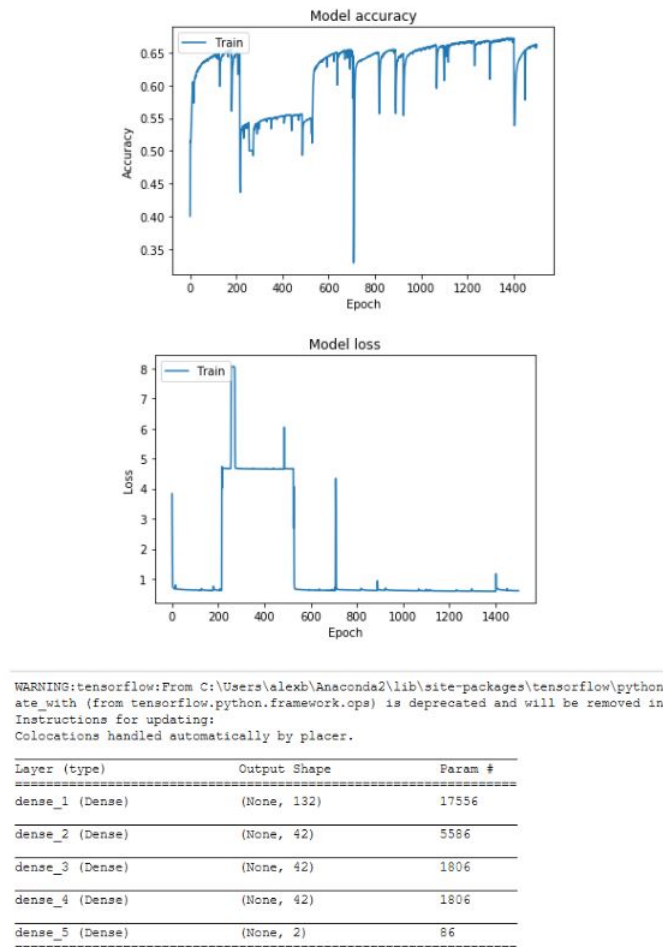 Model accuracy
Train
0.65
0.60
0.55
0.50
0.45
0.40
0.35
Accuracy
0 200 400 600 800 1000 1200 1400
Epoch
Model loss
Train
8
7
6
5
4
3
2
1
Loss
0 200 400 600 800 1000 1200 1400
Epoch
WARNING:tensorflow:From C:\Users\alexb\Anaconda2\lib\site-packages\tensorflow\python
ate_with (from tensorflow.python.framework.ops) is deprecated and will be removed in
Instructions for updating:
Colocations handled automatically by placer.
Layer (type) Output Shape Param #
=================================================================
dense_1 (Dense) (None, 132) 17556
dense_2 (Dense) (None, 42) 5586
dense_3 (Dense) (None, 42) 1806
dense_4 (Dense) (None, 42) 1806
dense_5 (Dense) (None, 2) 86
=================================================================